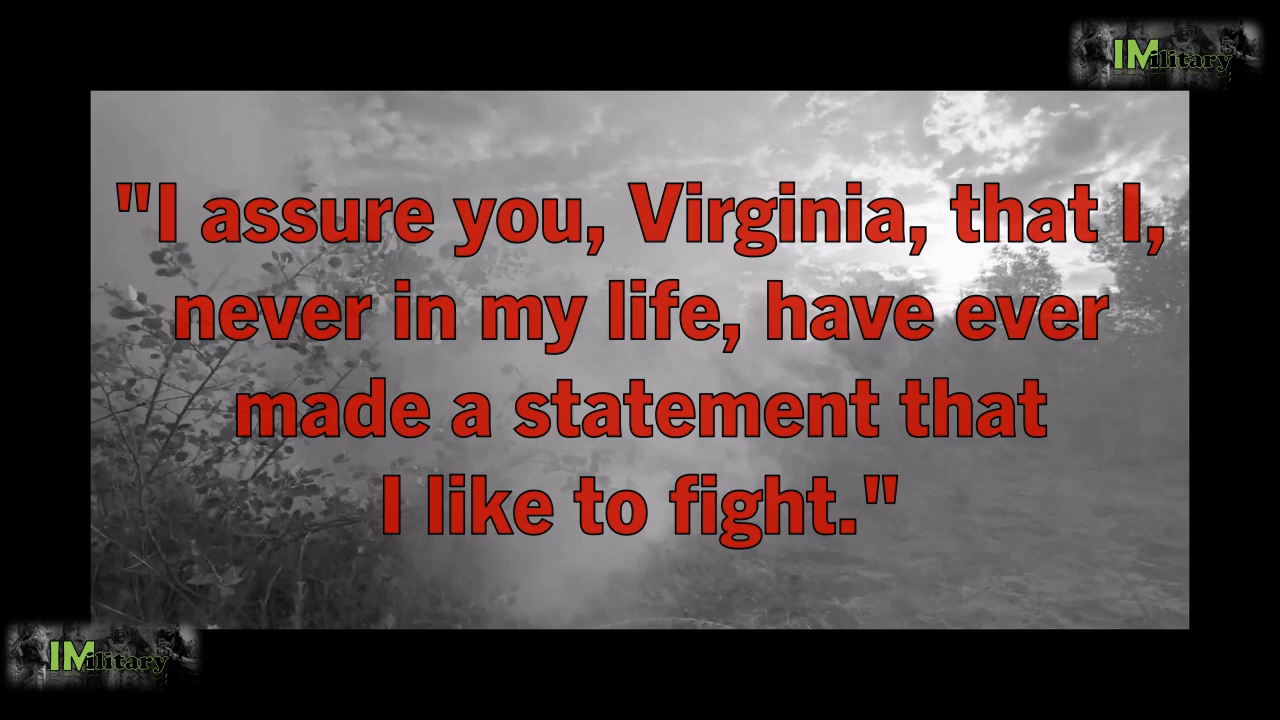 IMilitary
"I assure you, Virginia, that I,
never in my life, have ever
made a statement that
I like to fight."
IMilitary